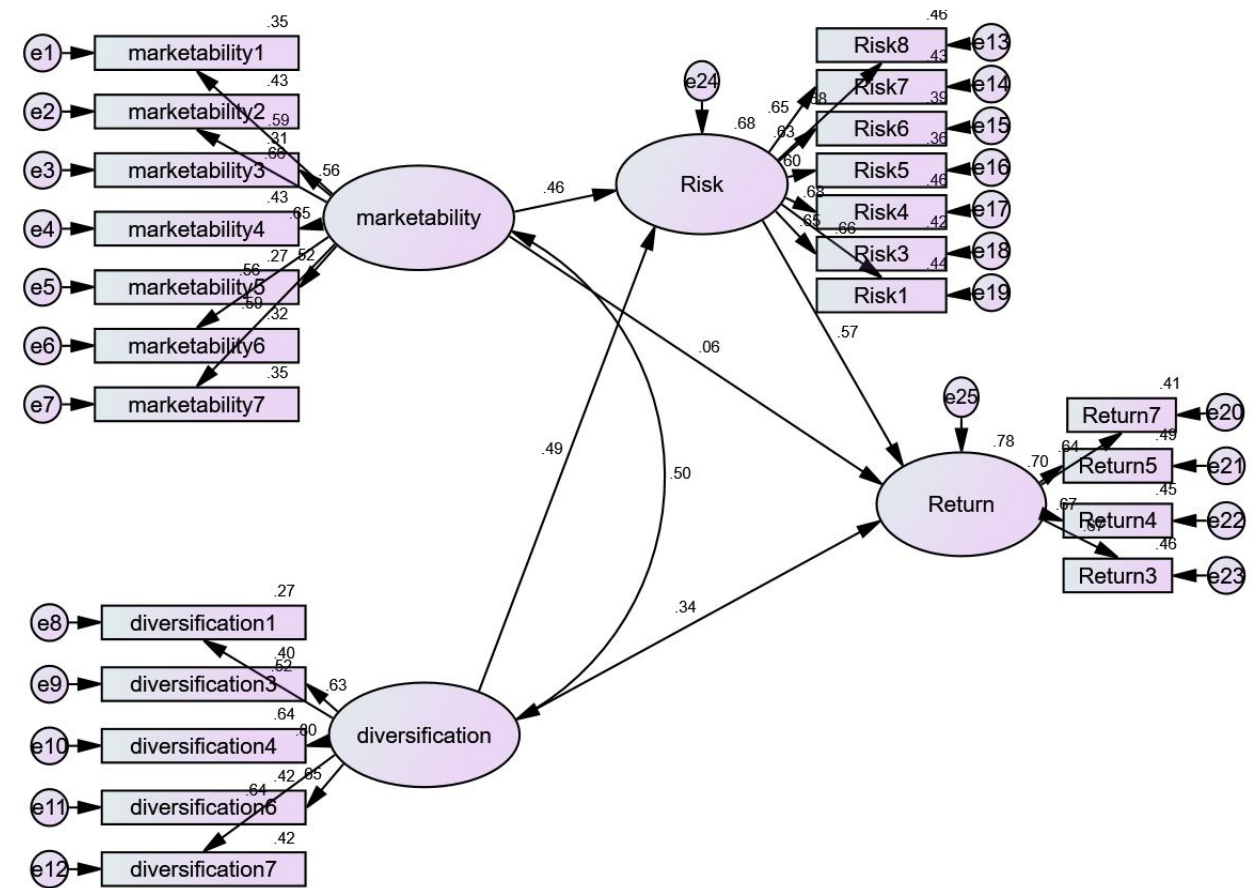 .35
e1
marketability1
.43
e2
marketability2
.59
.31
.66
e3
marketability3
.56
.43
e4
marketability4
.65
.27
.52
.56
e5
marketability5
.59
.32
e6
marketability6
.35
e7
marketability7
marketability
.46
.06
.50
.49
.34
.57
e24
.68
Risk
.46
Risk8
e13
.43
Risk7
e14
.39
.65
.68
Risk6
e15
.63
.36
.60
Risk5
e16
.46
.68
Risk4
e17
.42
.65
.66
Risk3
e18
.44
Risk1
e19
e25
.78
Return
.41
Return7
e20
.49
.64
.70
Return5
e21
.45
.67
Return4
e22
.67
.46
Return3
e23
.27
e8
diversification1
.40
.52
e9
diversification3
.63
.64
e10
diversification4
.80
.42
.65
.64
e11
diversification6
.42
e12
diversification7
diversification